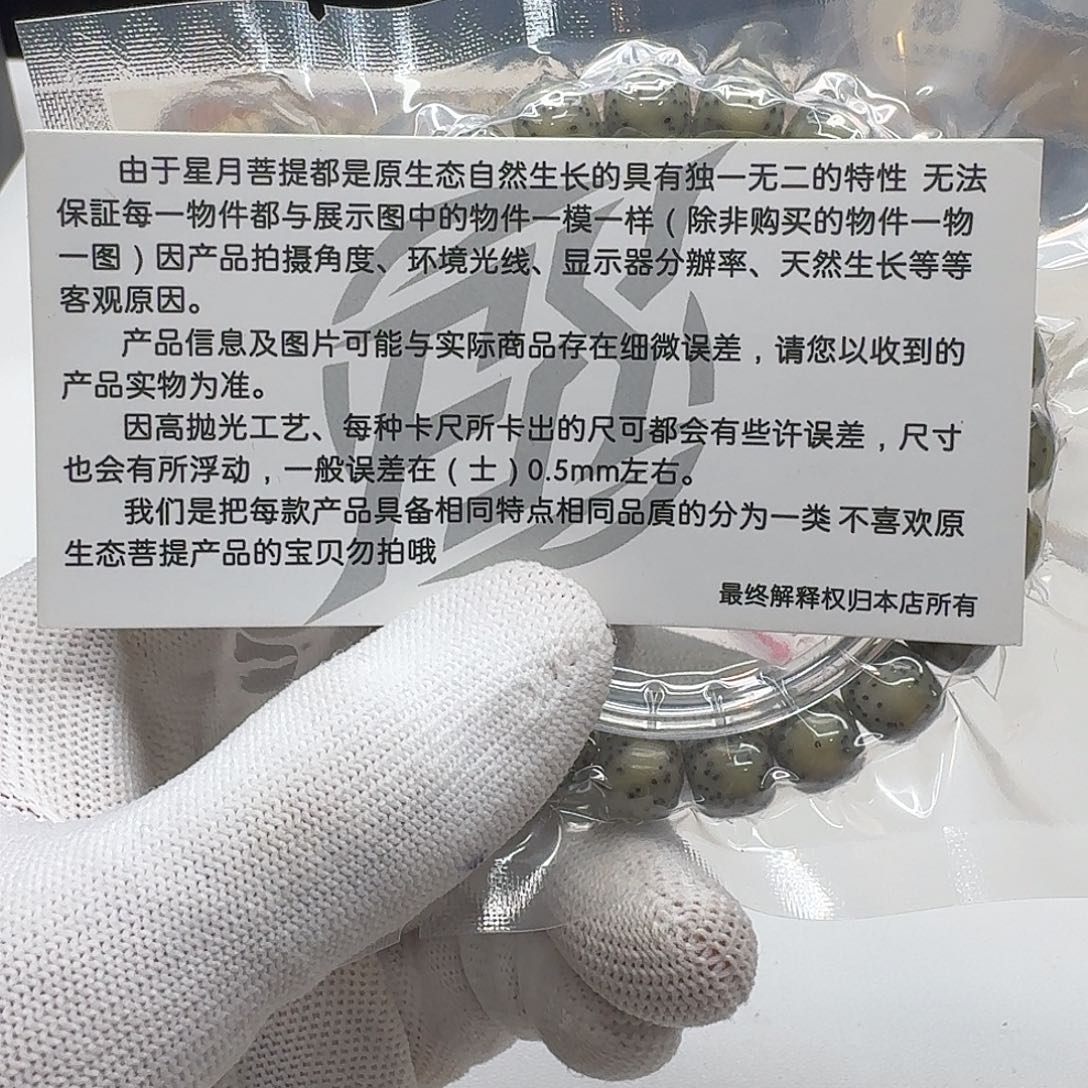 由于星月菩提都是原生态自然生长的具有独一无二的特性 无法
保証每一物件都与展示图中的物件一模一样（除非购买的物件一物
一图）因产品拍摄角度、环境光线、显示器分辦率、天然生长等等
客观原因。
产品信息及图片可能与实际商品存在细微误差，请您以收到的
产品实物为准。
因高抛光工艺、每种卡尺所卡出的尺可都会有些许误差，尺寸
也会有所浮动，一般误差在（士）0.5mm左右。
我们是把每款产品具备相同特点相同品质的分为一类 不喜欢原
生态菩提产品的宝贝勿拍哦
最终解释权归本店所有